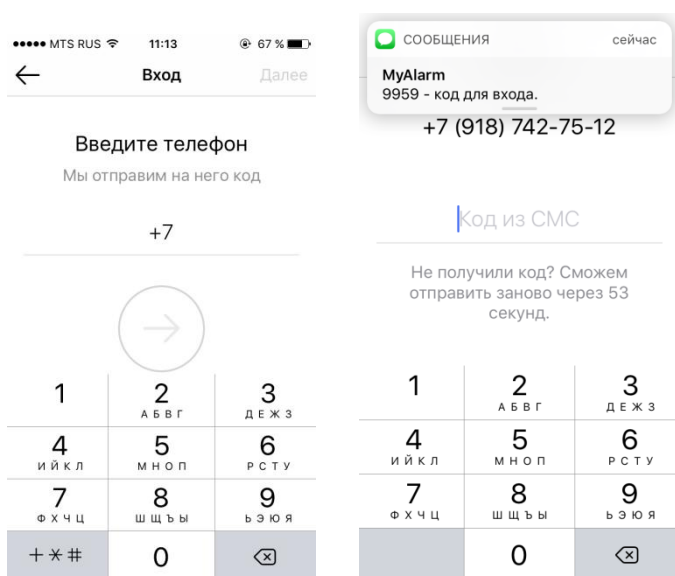 MTS RUS 11:13 67 %
Вход Далее
Введите телефон
Мы отправим на него код
+7
1 2 3
АБВГ ДЕЖЗ
4 5 6
ИЙКЛ МНОП РСТУ
7 8 9
ФХЧЦ ШЩЪЫ ЬЭЮЯ
+*# 0
СООБЩЕНИЯ сейчас
MyAlarm
9959 - код для входа.
+7 (918) 742-75-12
Код из СМС
Не получили код? Сможем
отправить заново через 53
секунд.
1 2 3
АБВГ ДЕЖЗ
4 5 6
ИЙКЛ МНОП РСТУ
7 8 9
ФХЧЦ ШЩЪЫ ЬЭЮЯ
0